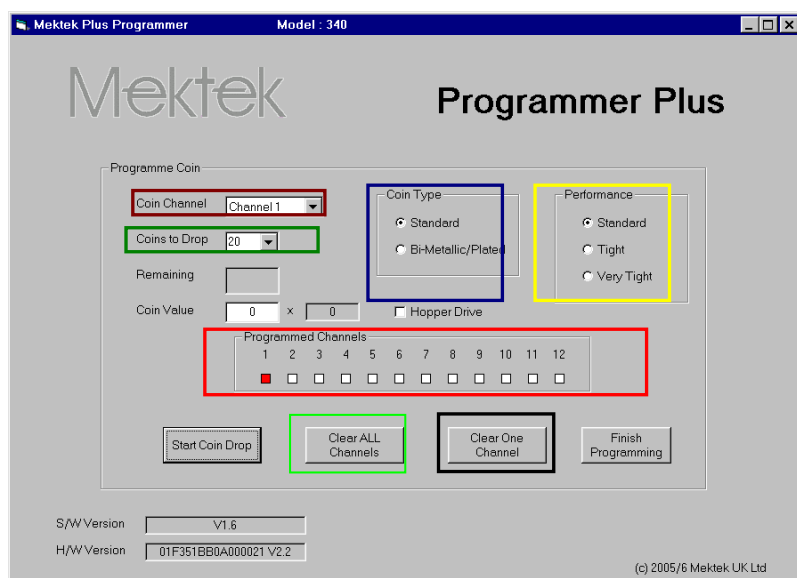 Mektek Plus Programmer Model : 340
Mektek
Programmer Plus
Programme Coin
Coin Channel Channel 1
Coins to Drop 20
Remaining
Coin Value 0 x 0
Coin Type
Standard
Bi-Metallic/Plated
Hopper Drive
Performance
Standard
Tight
Very Tight
Programmed Channels
1 2 3 4 5 6 7 8 9 10 11 12
Start Coin Drop
Clear ALL
Channels
Clear One
Channel
Finish
Programming
S/W Version V1.6
H/W Version 01F351BB0A000021 V2.2
(c) 2005/6 Mektek UK Ltd